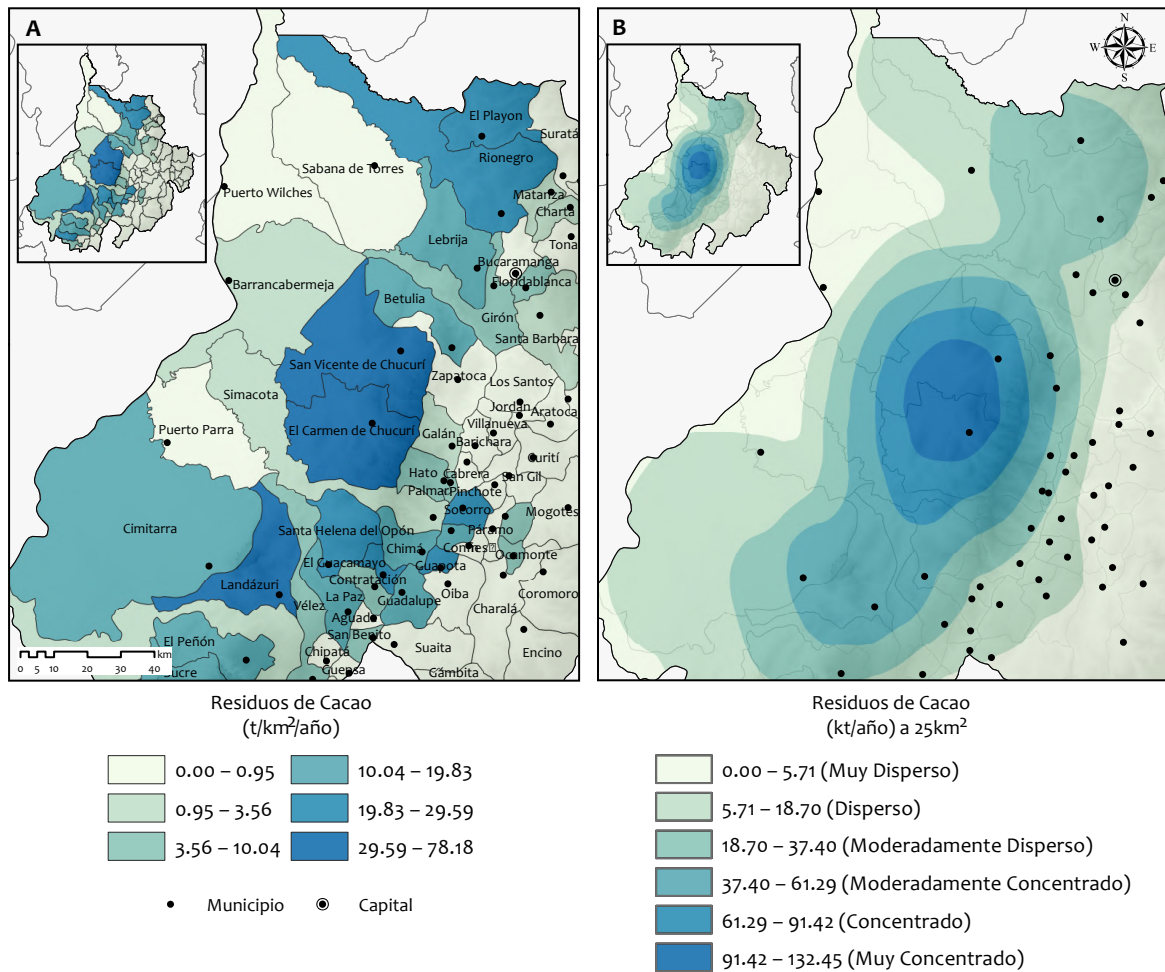 A
El Playon
Suratá
Rionegro
Sabana de Torres
Puerto Wilches
Matanza
Charta
Lebrija
Tona
Bucaramanga
Floridablanca
Barrancabermeja
Betulia
Girón
Santa Barbara
San Vicente de Chucurí
Zapatoca
Los Santos
Simacota
Jordan
Aratoca
Villanueva
El Carmen de Chucurí
Puerto Parra
Galán
Barichara
Curití
Hato
Cabrera
San Gil
Palmar
Pinchote
Socorro
Mogotes
Cimitarra
Santa Helena del Opón
Páramo
Chimá
Confines
Ocamonte
El Guacamayo
Guapota
Contratación
Landázuri
Oiba
Coromoro
La Paz
Vélez
Guadalupe
Charalá
Aguada
San Benito
El Peñón
Suaita
Encino
Chipatá
Sucre
Guepsa
Gámbita
km
0 5 10 20 30 40
B
N
W E
S
Residuos de Cacao
(t/km²/año)
0.00 – 0.95
10.04 – 19.83
0.95 – 3.56
19.83 – 29.59
3.56 – 10.04
29.59 – 78.18
Municipio
Capital
Residuos de Cacao
(kt/año) a 25km²
0.00 – 5.71 (Muy Disperso)
5.71 – 18.70 (Disperso)
18.70 – 37.40 (Moderadamente Disperso)
37.40 – 61.29 (Moderadamente Concentrado)
61.29 – 91.42 (Concentrado)
91.42 – 132.45 (Muy Concentrado)